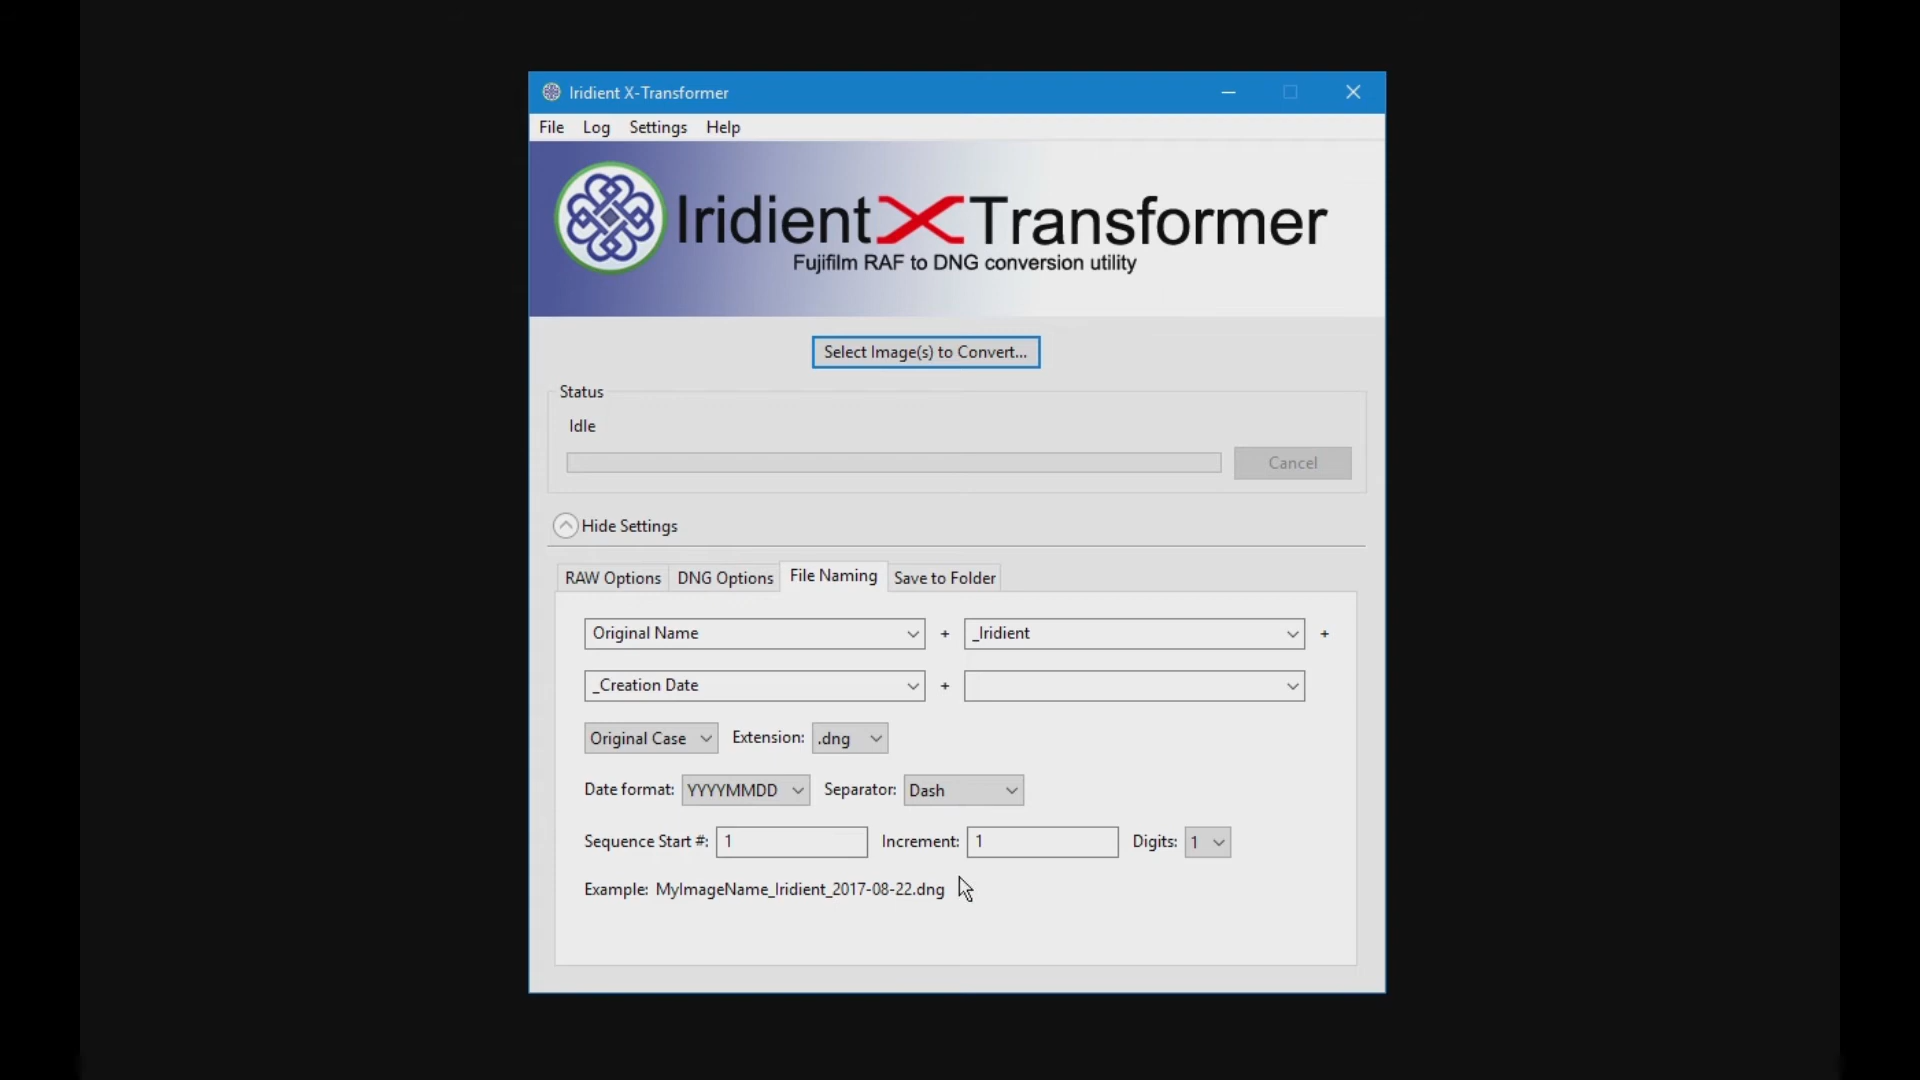 Iridient X-Transformer
File Log Settings Help
Iridient X Transformer
Fujifilm RAF to DNG conversion utility
Select Image(s) to Convert...
Status
Idle
Cancel
Hide Settings
RAW Options DNG Options File Naming Save to Folder
Original Name + _Iridient +
_Creation Date +
Original Case Extension: .dng
Date format: YYYYMMDD Separator: Dash
Sequence Start #: 1 Increment: 1 Digits: 1
Example: MyImageName_Iridient_2017-08-22.dng